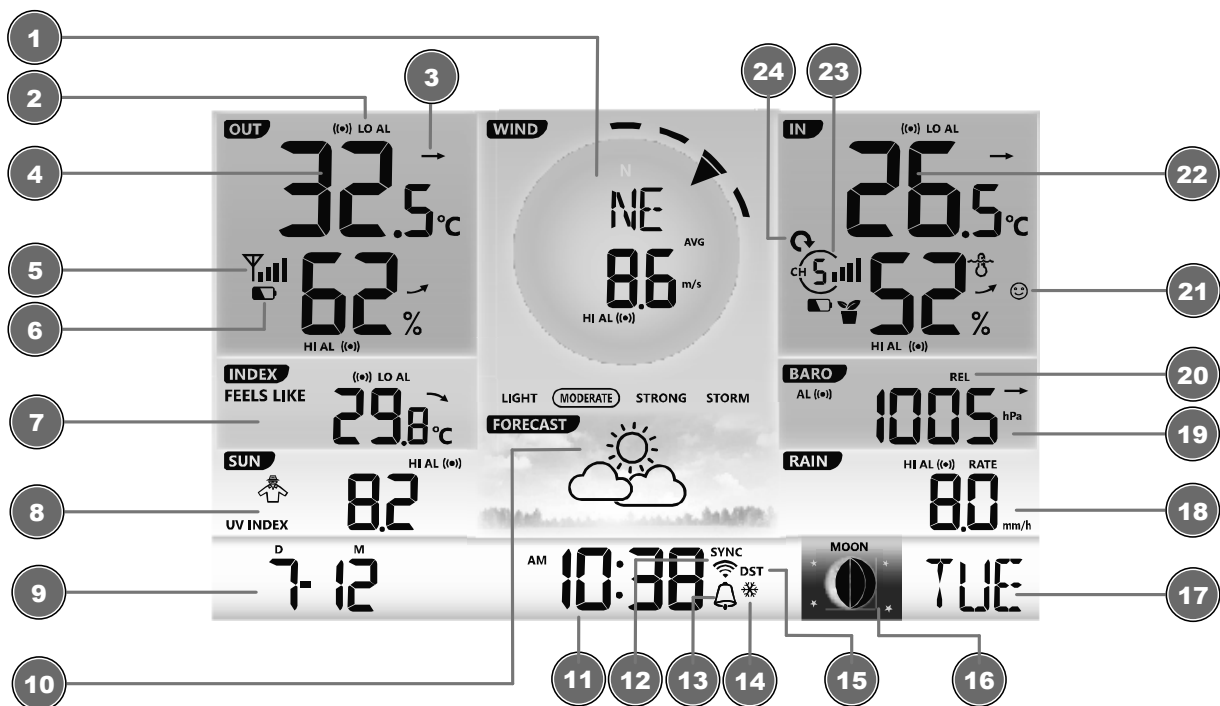 1
2
3
4
5
6
7
8
9
10
11
12
13
14
15
16
17
18
19
20
21
22
23
24
OUT
((•)) LO AL
32.5°C
62%
HI AL ((•))
INDEX
FEELS LIKE
((•)) LO AL
29.8°C
SUN
HI AL ((•))
UV INDEX
8.2
D M
7-12
WIND
N
NE
AVG
8.6 m/s
HI AL ((•))
LIGHT MODERATE STRONG STORM
FORECAST
AM 10:38
SYNC
DST
IN
((•)) LO AL
26.5°C
CH 5
52%
HI AL ((•))
BARO
REL
AL ((•))
1005 hPa
RAIN
HI AL ((•)) RATE
8.0 mm/h
MOON
TUE